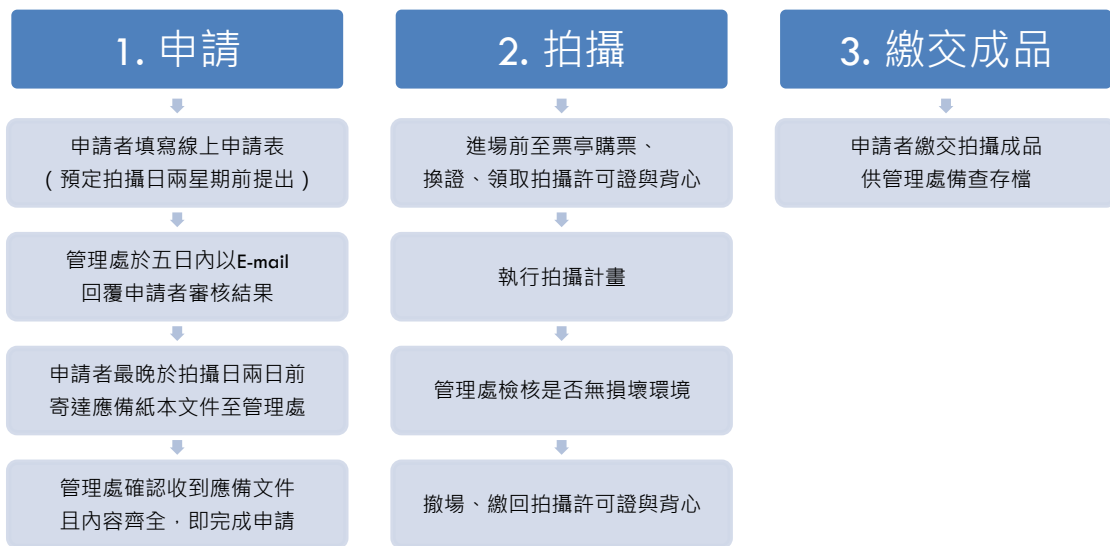 1. 申請
申請者填寫線上申請表
(預定拍攝日兩星期前提出)
管理處於五日內以E-mail
回覆申請者審核結果
申請者最晚於拍攝日兩日前
寄達應備紙本文件至管理處
管理處確認收到應備文件
且內容齊全，即完成申請
2. 拍攝
進場前至票亭購票、
換證、領取拍攝許可證與背心
執行拍攝計畫
管理處檢核是否無損壞環境
撤場、繳回拍攝許可證與背心
3. 繳交成品
申請者繳交拍攝成品
供管理處備查存檔